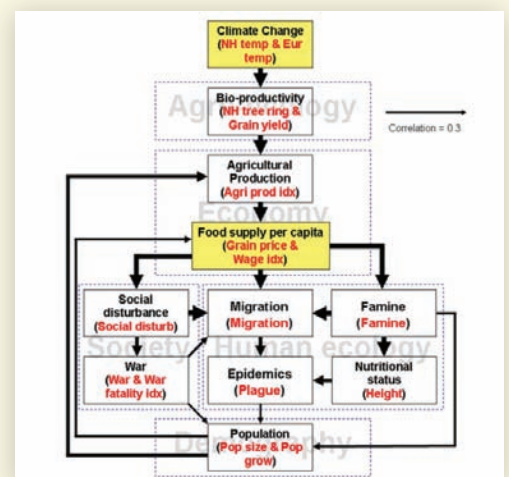 Climate Change
(NH temp & Eur
temp)
Agro-ecology
Bio-productivity
(NH tree ring &
Grain yield)
Correlation = 0.3
Agricultural
Production
(Agri prod idx)
Economy
Food supply per capita
(Grain price &
Wage idx)
Social
disturbance
(Social disturb)
Migration
(Migration)
Famine
(Famine)
Society
Human ecology
War
(War & War
fatality idx)
Epidemics
(Plague)
Nutritional
status
(Height)
Population
(Pop size & Pop
grow)
Demography